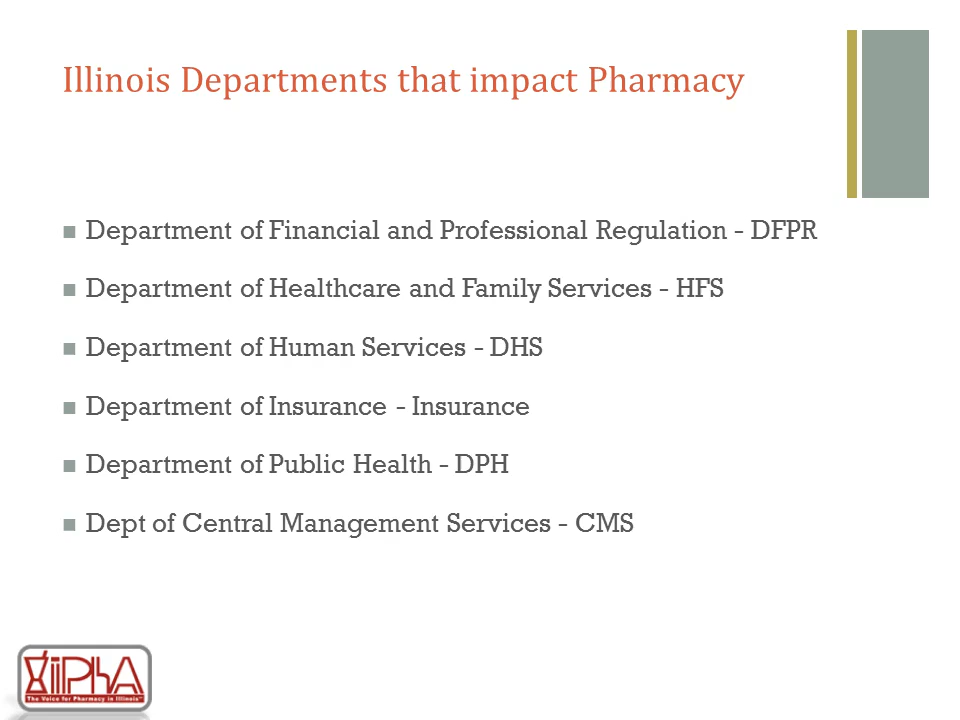 Illinois Departments that impact Pharmacy
Department of Financial and Professional Regulation - DFPR
Department of Healthcare and Family Services - HFS
Department of Human Services - DHS
Department of Insurance - Insurance
Department of Public Health - DPH
Dept of Central Management Services - CMS
IPhA
The Voice for Pharmacy in Illinois™